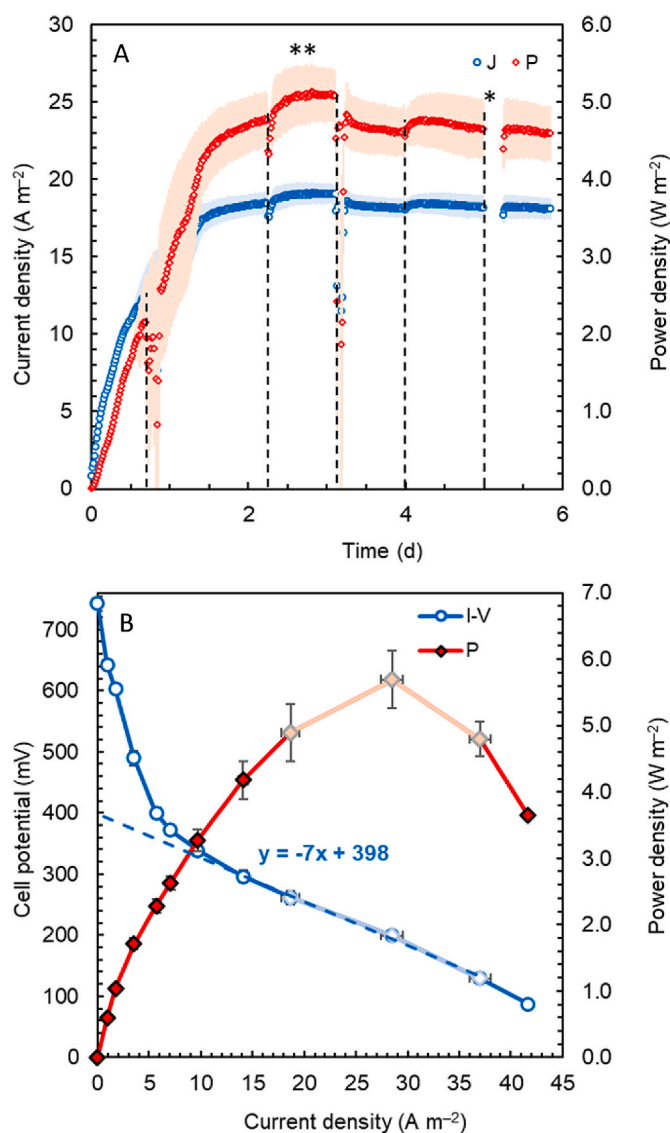 A
**
J P
*
30
25
20
15
10
5
0
Current density (A m⁻²)
6.0
5.0
4.0
3.0
2.0
1.0
0.0
Power density (W m⁻²)
0 2 4 6
Time (d)
B
I-V
P
y = -7x + 398
700
600
500
400
300
200
100
0
Cell potential (mV)
7.0
6.0
5.0
4.0
3.0
2.0
1.0
0.0
Power density (W m⁻²)
0 5 10 15 20 25 30 35 40 45
Current density (A m⁻²)